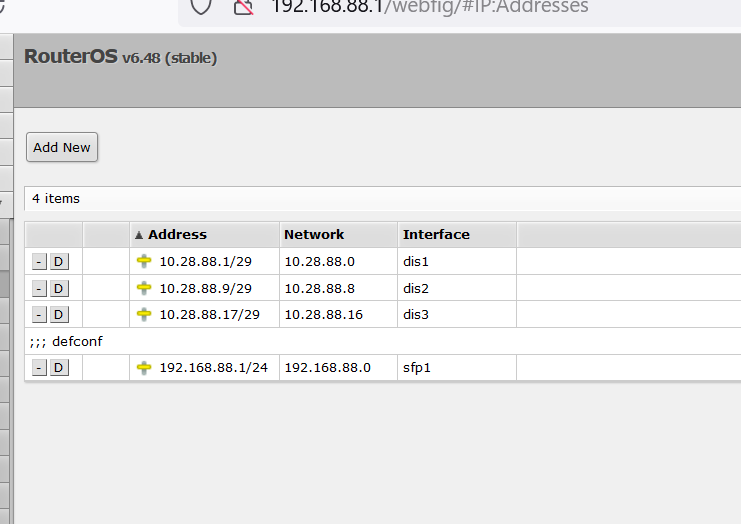 192.168.88.1/webfig/#IP:Addresses
RouterOS v6.48 (stable)
Add New
4 items
Address Network Interface
- D 10.28.88.1/29 10.28.88.0 dis1
- D 10.28.88.9/29 10.28.88.8 dis2
- D 10.28.88.17/29 10.28.88.16 dis3
;;; defconf
- D 192.168.88.1/24 192.168.88.0 sfp1